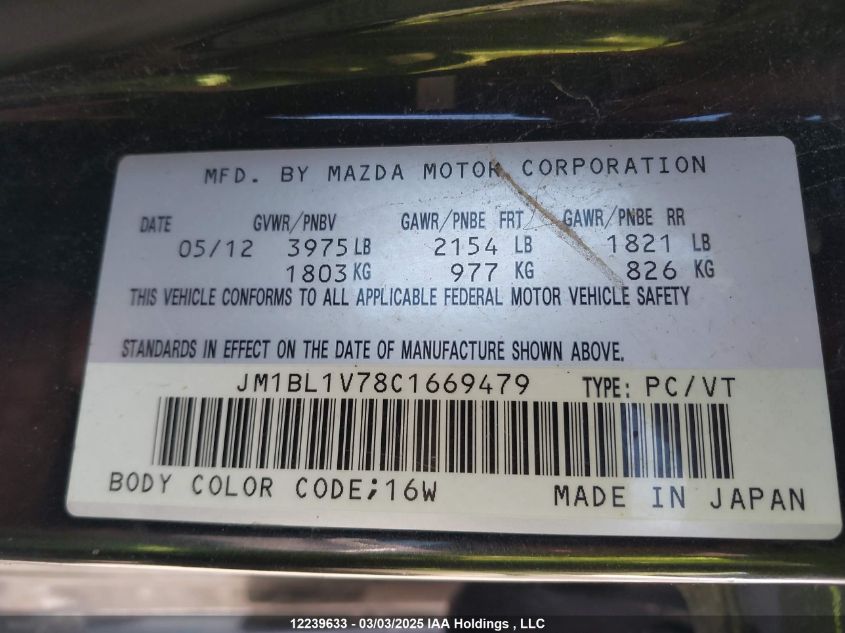 MFD. BY MAZDA MOTOR CORPORATION
DATE GVWR/PNBV GAWR/PNBE FRT GAWR/PNBE RR
05/12 3975 LB 2154 LB 1821 LB
1803 KG 977 KG 826 KG
THIS VEHICLE CONFORMS TO ALL APPLICABLE FEDERAL MOTOR VEHICLE SAFETY
STANDARDS IN EFFECT ON THE DATE OF MANUFACTURE SHOWN ABOVE.
JM1BL1V78C1669479 TYPE: PC/VT
BODY COLOR CODE;16W MADE IN JAPAN
12239633 - 03/03/2025 IAA Holdings , LLC